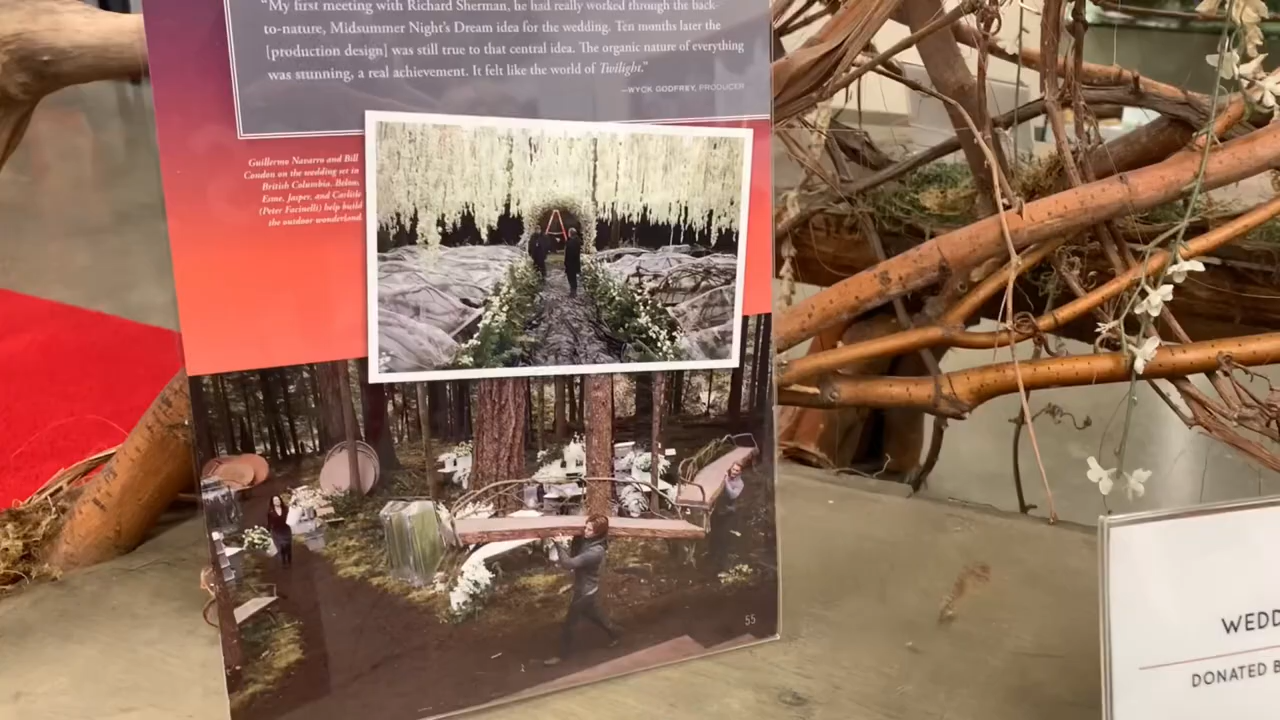 "My first meeting with Richard Sherman, he had really worked through the back-
to-nature, Midsummer Night's Dream idea for the wedding. Ten months later the
[production design] was still true to that central idea. The organic nature of everything
was stunning, a real achievement. It felt like the world of Twilight."
—WYCK GODFREY, PRODUCER
Guillermo Navarro and Bill
Condon on the wedding set in
British Columbia. Below,
Esme, Jasper, and Carlisle
(Peter Facinelli) help build
the outdoor wonderland.
55
WEDD
DONATED B